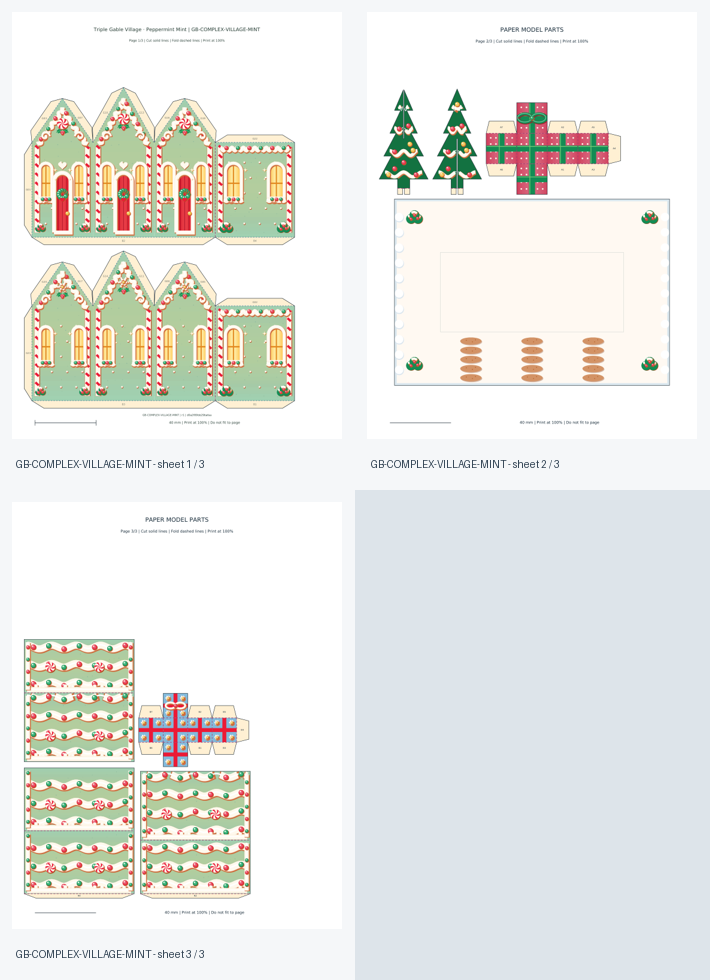 Triple Gable Village · Peppermint Mint | GB-COMPLEX-VILLAGE-MINT
Page 1/3 | Cut solid lines | Fold dashed lines | Print at 100%
40 mm | Print at 100% | Do not fit to page
GB-COMPLEX-VILLAGE-MINT - sheet 1 / 3
PAPER MODEL PARTS
Page 2/3 | Cut solid lines | Fold dashed lines | Print at 100%
40 mm | Print at 100% | Do not fit to page
GB-COMPLEX-VILLAGE-MINT - sheet 2 / 3
PAPER MODEL PARTS
Page 3/3 | Cut solid lines | Fold dashed lines | Print at 100%
40 mm | Print at 100% | Do not fit to page
GB-COMPLEX-VILLAGE-MINT - sheet 3 / 3